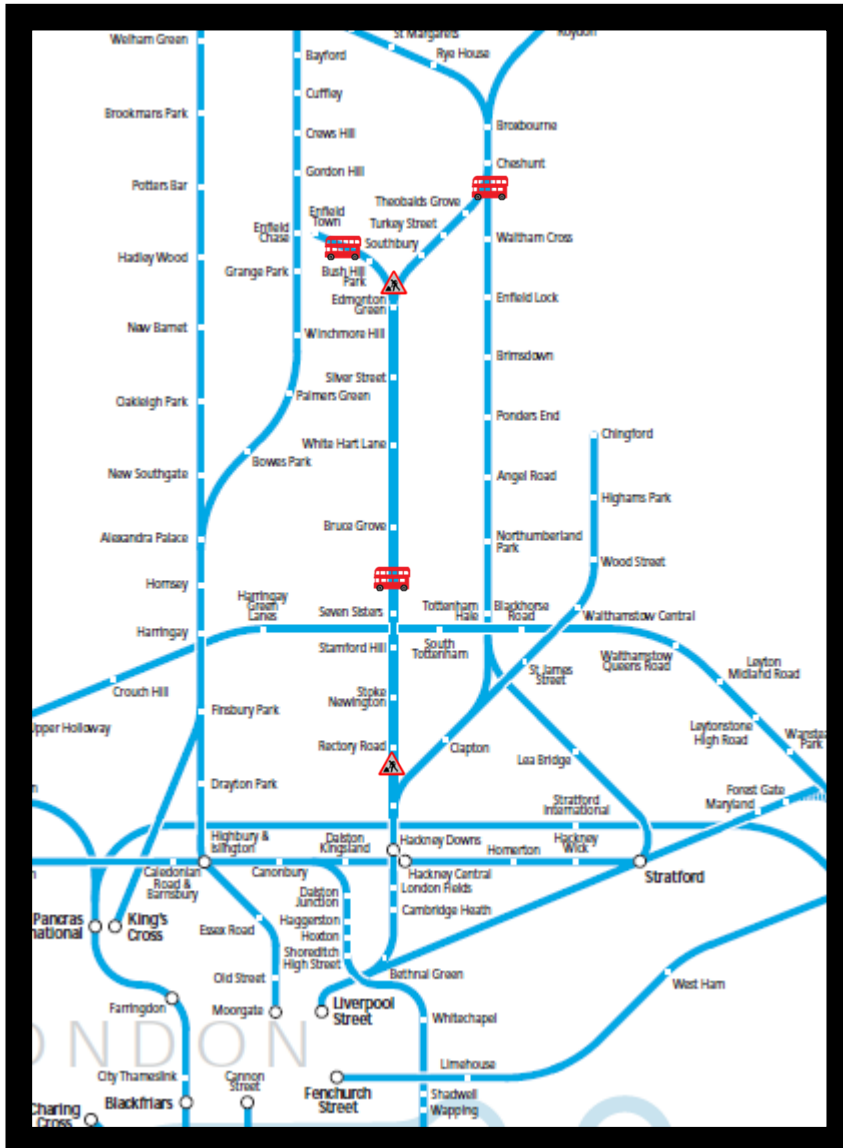 St Margarets
Roydon
Welham Green
Bayford
Rye House
Cuffley
Brookmans Park
Crews Hill
Broxbourne
Cheshunt
Gordon Hill
Potters Bar
Theobalds Grove
Enfield
Town
Turkey Street
Enfield
Chase
Southbury
Waltham Cross
Hadley Wood
Grange Park
Bush Hill
Park
Edmonton
Green
Enfield Lock
New Barnet
Winchmore Hill
Brimsdown
Silver Street
Oakleigh Park
Palmers Green
Ponders End
Chingford
White Hart Lane
Bowes Park
New Southgate
Angel Road
Highams Park
Bruce Grove
Alexandra Palace
Northumberland
Park
Wood Street
Hornsey
Harringay
Green
Lanes
Seven Sisters
Tottenham
Hale
Blackhorse
Road
Walthamstow Central
Harringay
Stamford Hill
South
Tottenham
St James
Street
Walthamstow
Queens Road
Leyton
Midland Road
Crouch Hill
Stoke
Newington
Upper Holloway
Finsbury Park
Leytonstone
High Road
Wanstea
Park
Rectory Road
Clapton
Lea Bridge
Drayton Park
Forest Gate
Maryland
Stratford
International
Highbury &
Islington
Dalston
Kingsland
Hackney Downs
Homerton
Hackney
Wick
Caledonian
Road &
Barnsbury
Canonbury
Hackney Central
Stratford
London Fields
Dalston
Junction
Cambridge Heath
Pancras
national
King's
Cross
Essex Road
Haggerston
Hoxton
Shoreditch
High Street
Bethnal Green
Old Street
West Ham
Farringdon
Moorgate
Liverpool
Street
Whitechapel
ONDON
City Thameslink
Cannon
Street
Limehouse
Blackfriars
Fenchurch
Street
Shadwell
Wapping
Charing
Cross